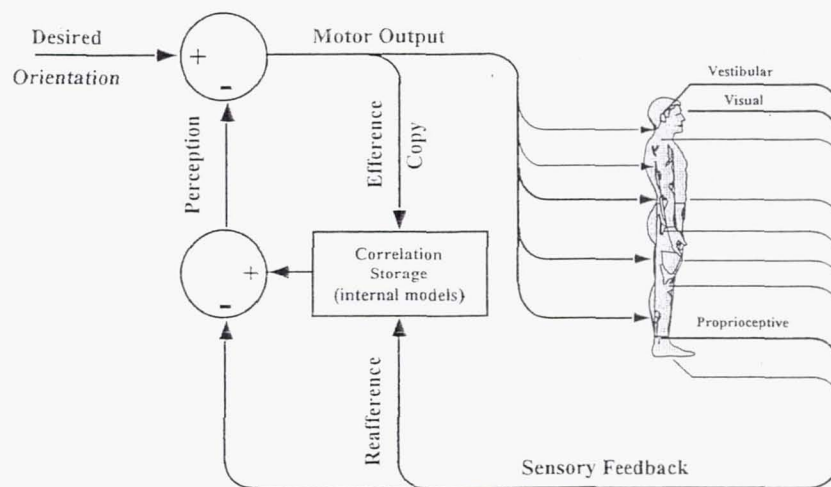 Desired
Orientation
+
-
Motor Output
Efference
Copy
Perception
+
-
Correlation
Storage
(internal models)
Reafference
Sensory Feedback
Vestibular
Visual
Proprioceptive